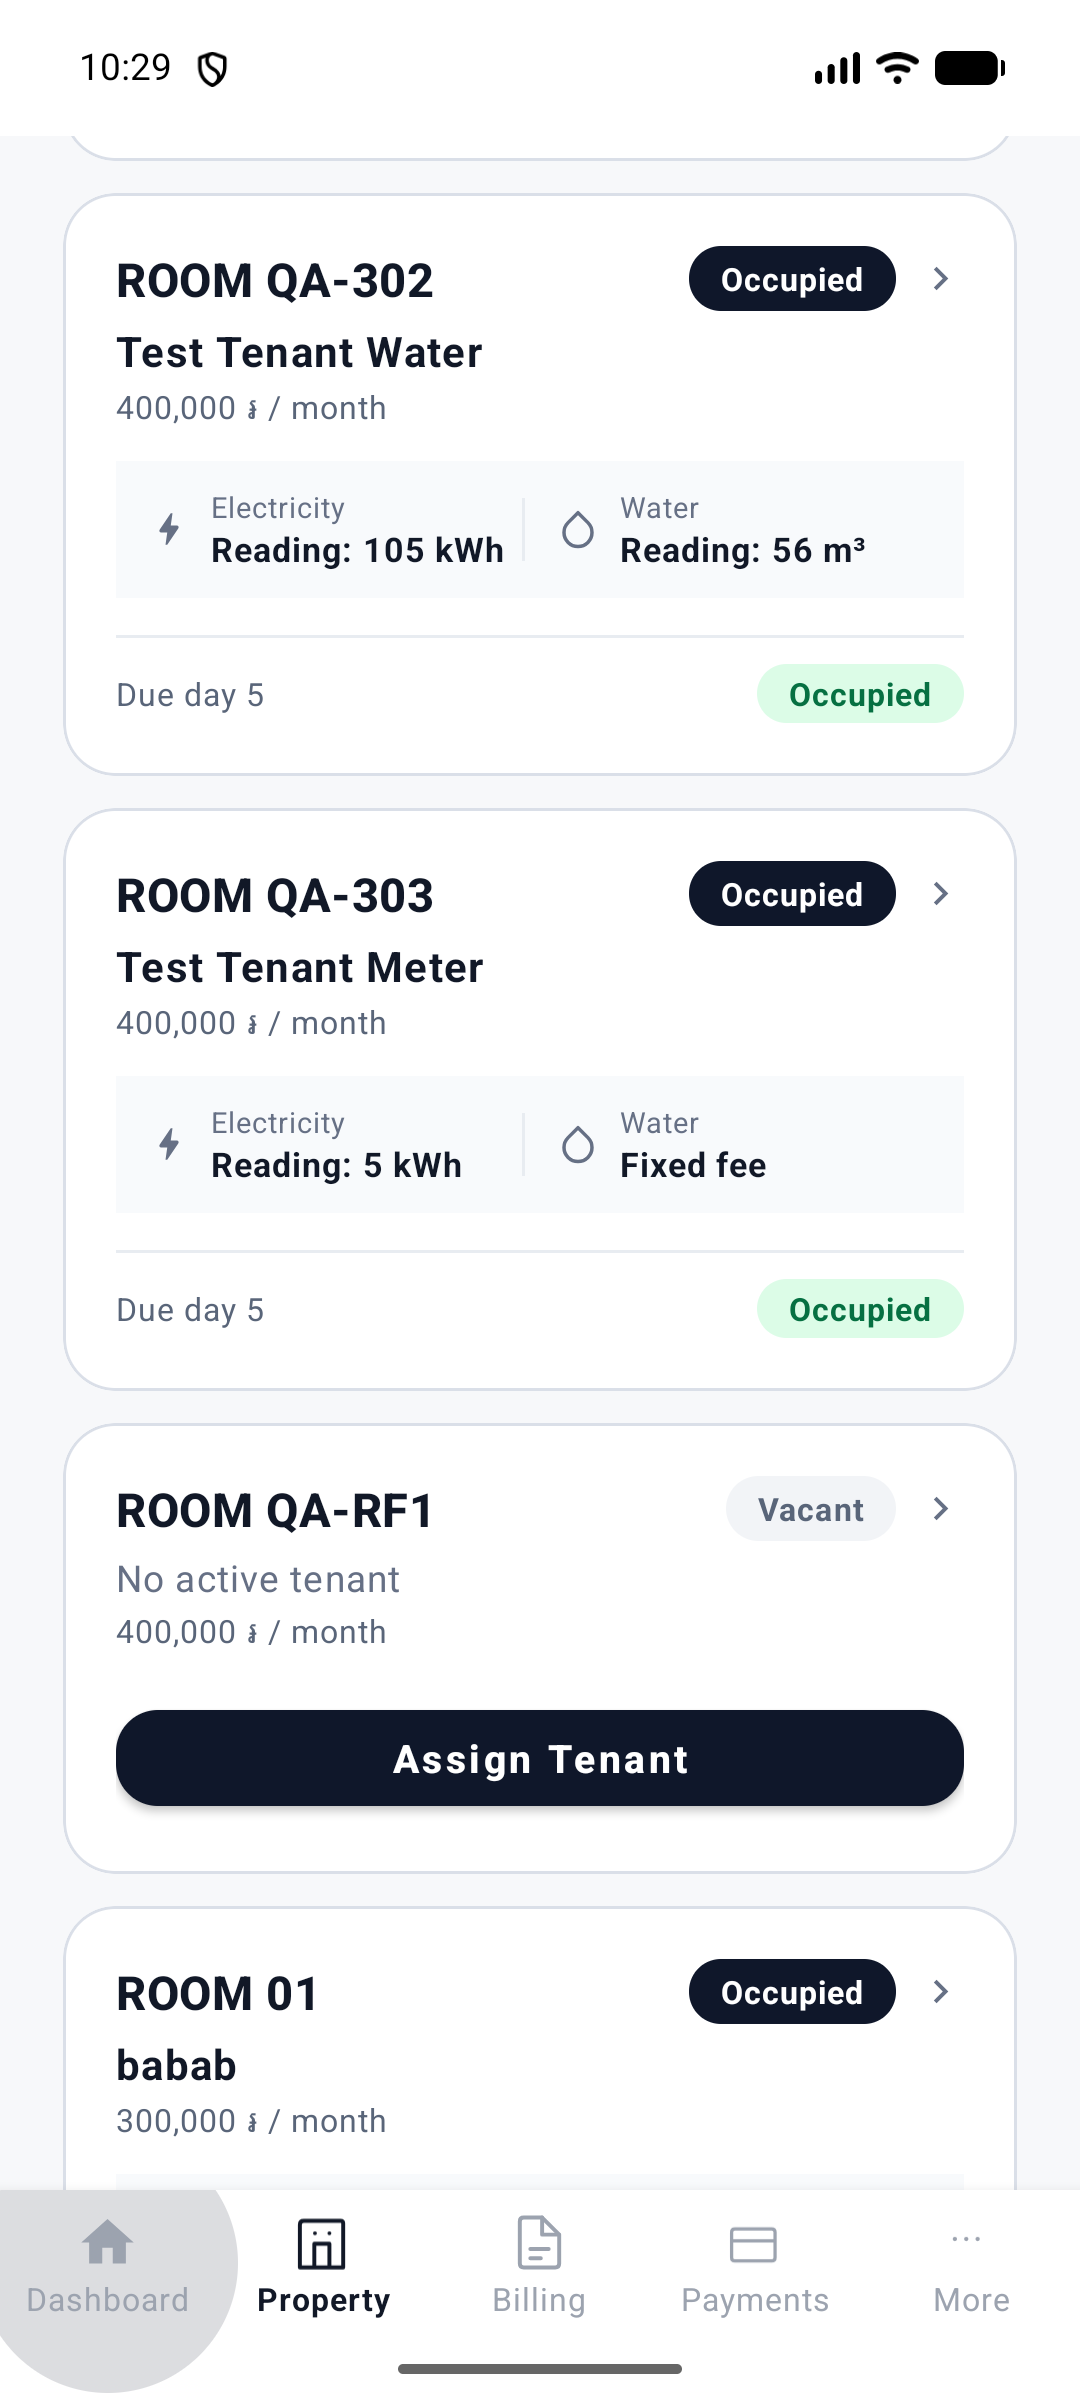 10:29
ROOM QA-302
Occupied
Test Tenant Water
400,000 ៛ / month
Electricity
Reading: 105 kWh
Water
Reading: 56 m³
Due day 5
Occupied
ROOM QA-303
Occupied
Test Tenant Meter
400,000 ៛ / month
Electricity
Reading: 5 kWh
Water
Fixed fee
Due day 5
Occupied
ROOM QA-RF1
Vacant
No active tenant
400,000 ៛ / month
Assign Tenant
ROOM 01
Occupied
babab
300,000 ៛ / month
Dashboard
Property
Billing
Payments
More